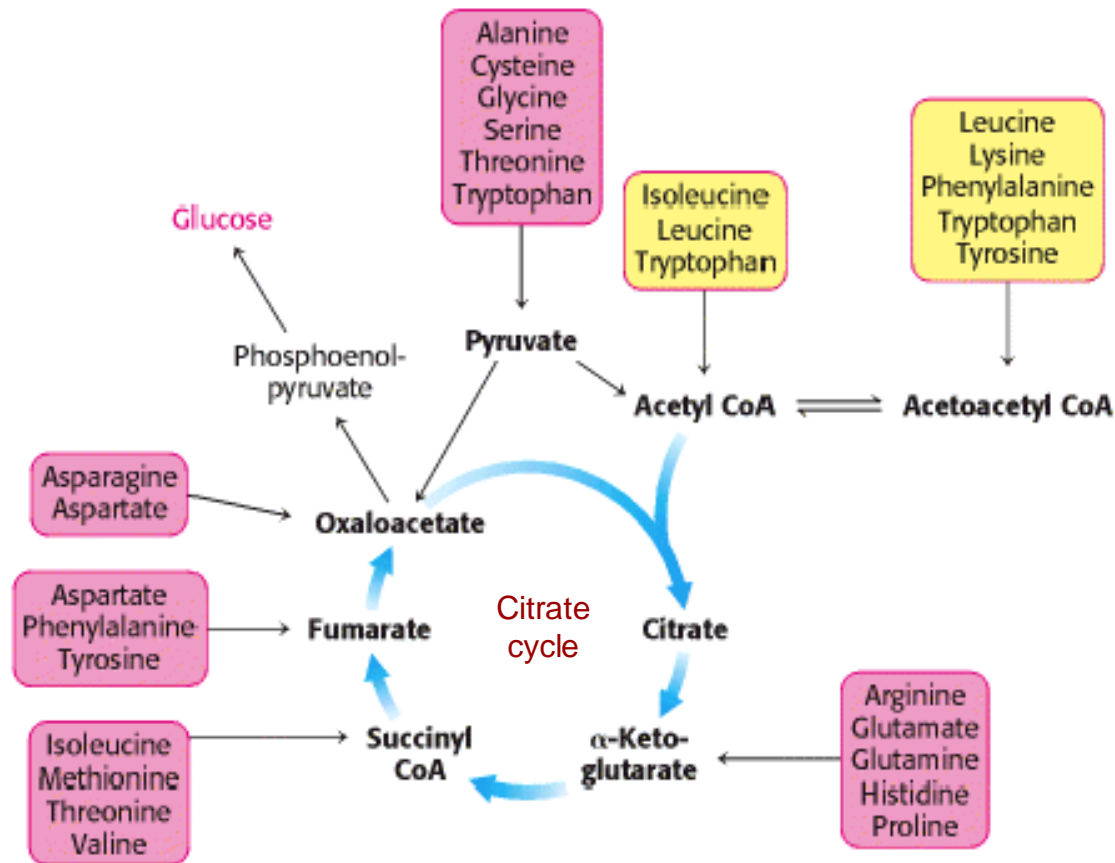 Alanine
Cysteine
Glycine
Serine
Threonine
Tryptophan
Leucine
Lysine
Phenylalanine
Tryptophan
Tyrosine
Isoleucine
Leucine
Tryptophan
Glucose
Pyruvate
Phosphoenol-
pyruvate
Acetyl CoA
Acetoacetyl CoA
Asparagine
Aspartate
Oxaloacetate
Aspartate
Phenylalanine
Tyrosine
Fumarate
Citrate
cycle
Citrate
Isoleucine
Methionine
Threonine
Valine
Succinyl
CoA
α-Keto-
glutarate
Arginine
Glutamate
Glutamine
Histidine
Proline